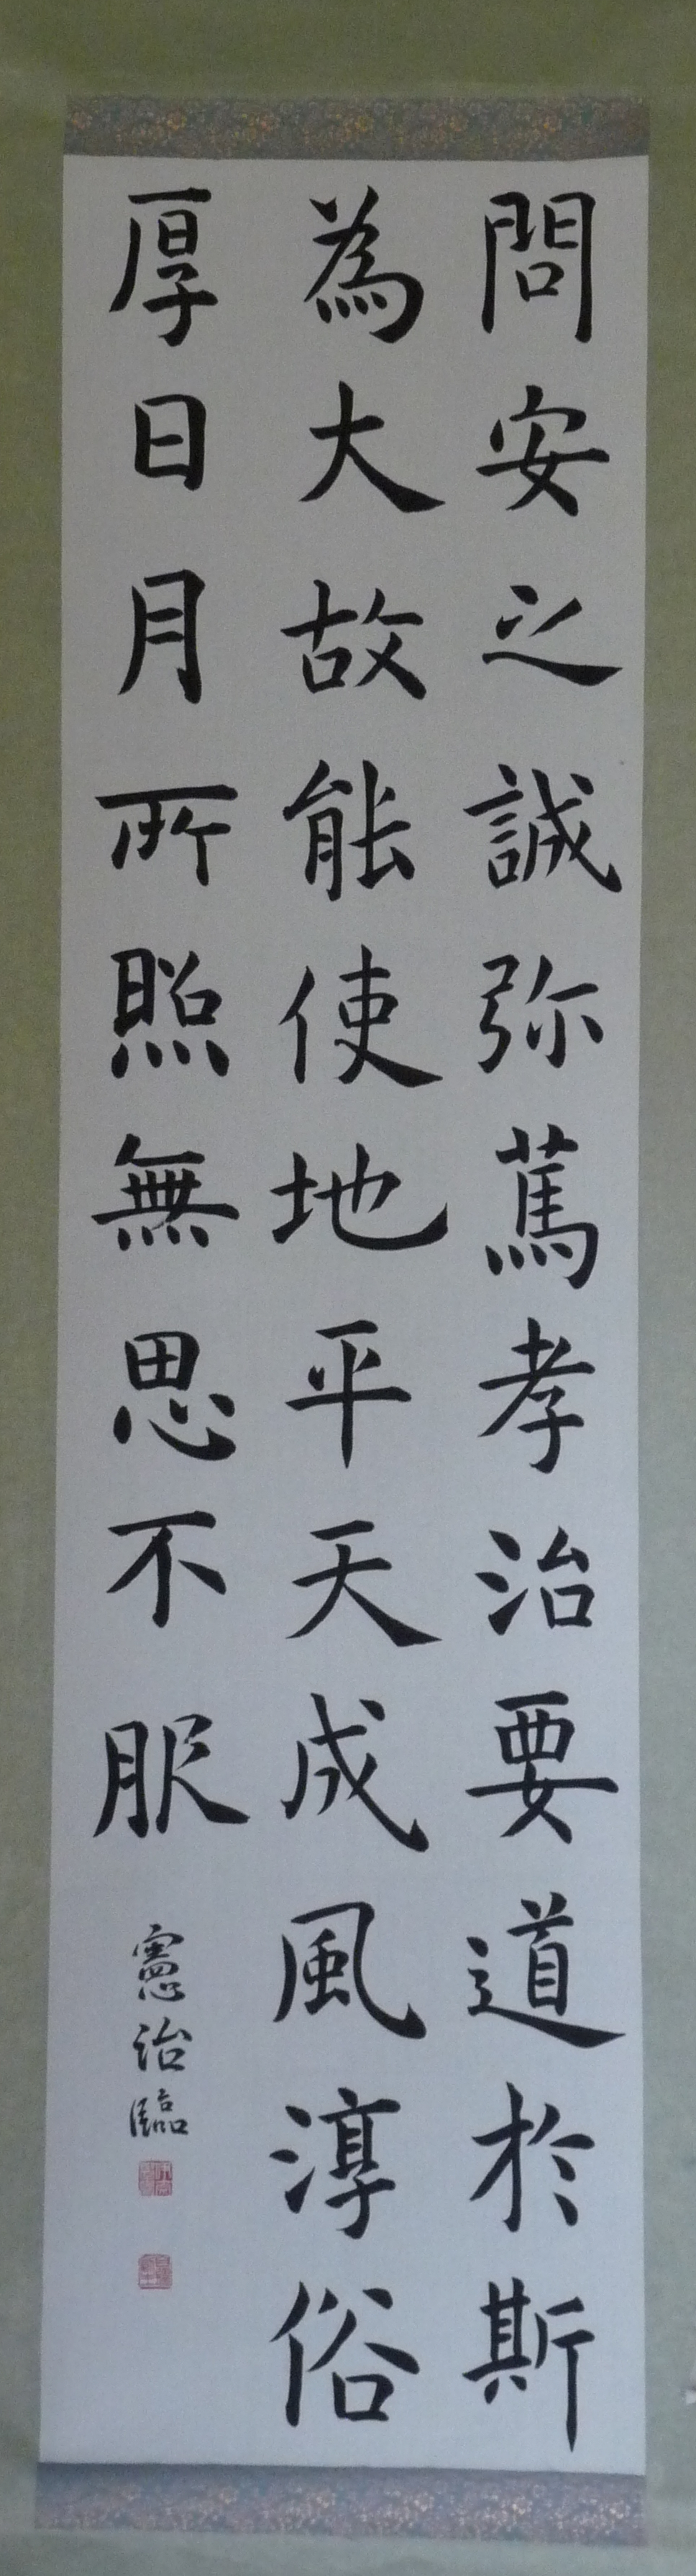 問安之誠弥篤孝治要道於斯
為大故能使地平天成風淳俗
厚日月所照無思不服
憲治臨